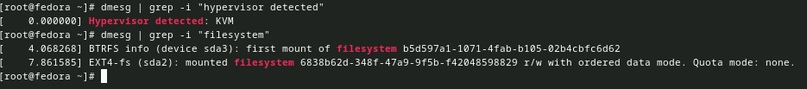 [root@fedora ~]# dmesg | grep -i "hypervisor detected"
[    0.000000] Hypervisor detected: KVM
[root@fedora ~]# dmesg | grep -i "filesystem"
[    4.068268] BTRFS info (device sda3): first mount of filesystem b5d597a1-1071-4fab-b105-02b4cbfc6d62
[    7.861585] EXT4-fs (sda2): mounted filesystem 6838b62d-348f-47a9-9f5b-f42048598829 r/w with ordered data mode. Quota mode: none.
[root@fedora ~]#